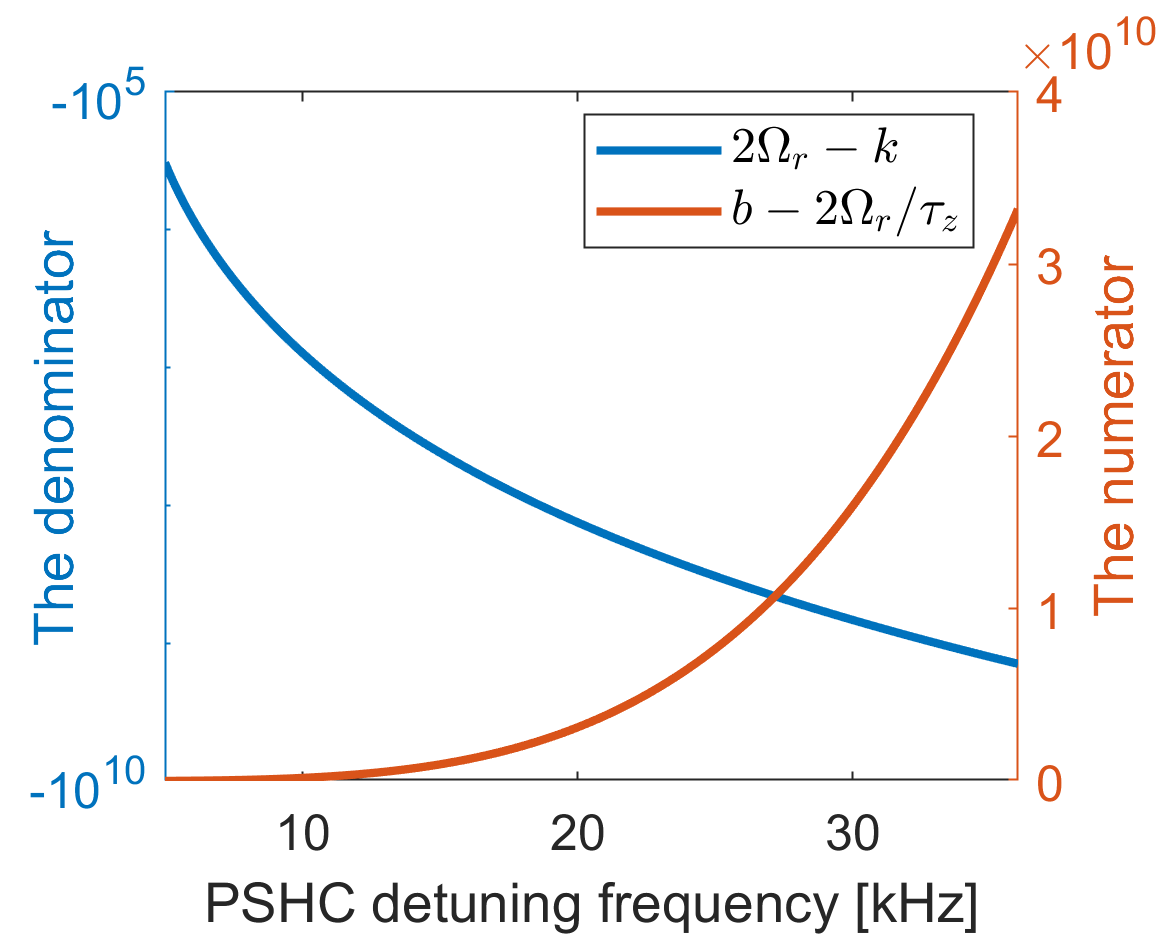 ×10^10
-10^5
-10^10
The denominator
2Ω_r − k
b − 2Ω_r/τ_z
4
3
2
1
0
The numerator
10 20 30
PSHC detuning frequency [kHz]